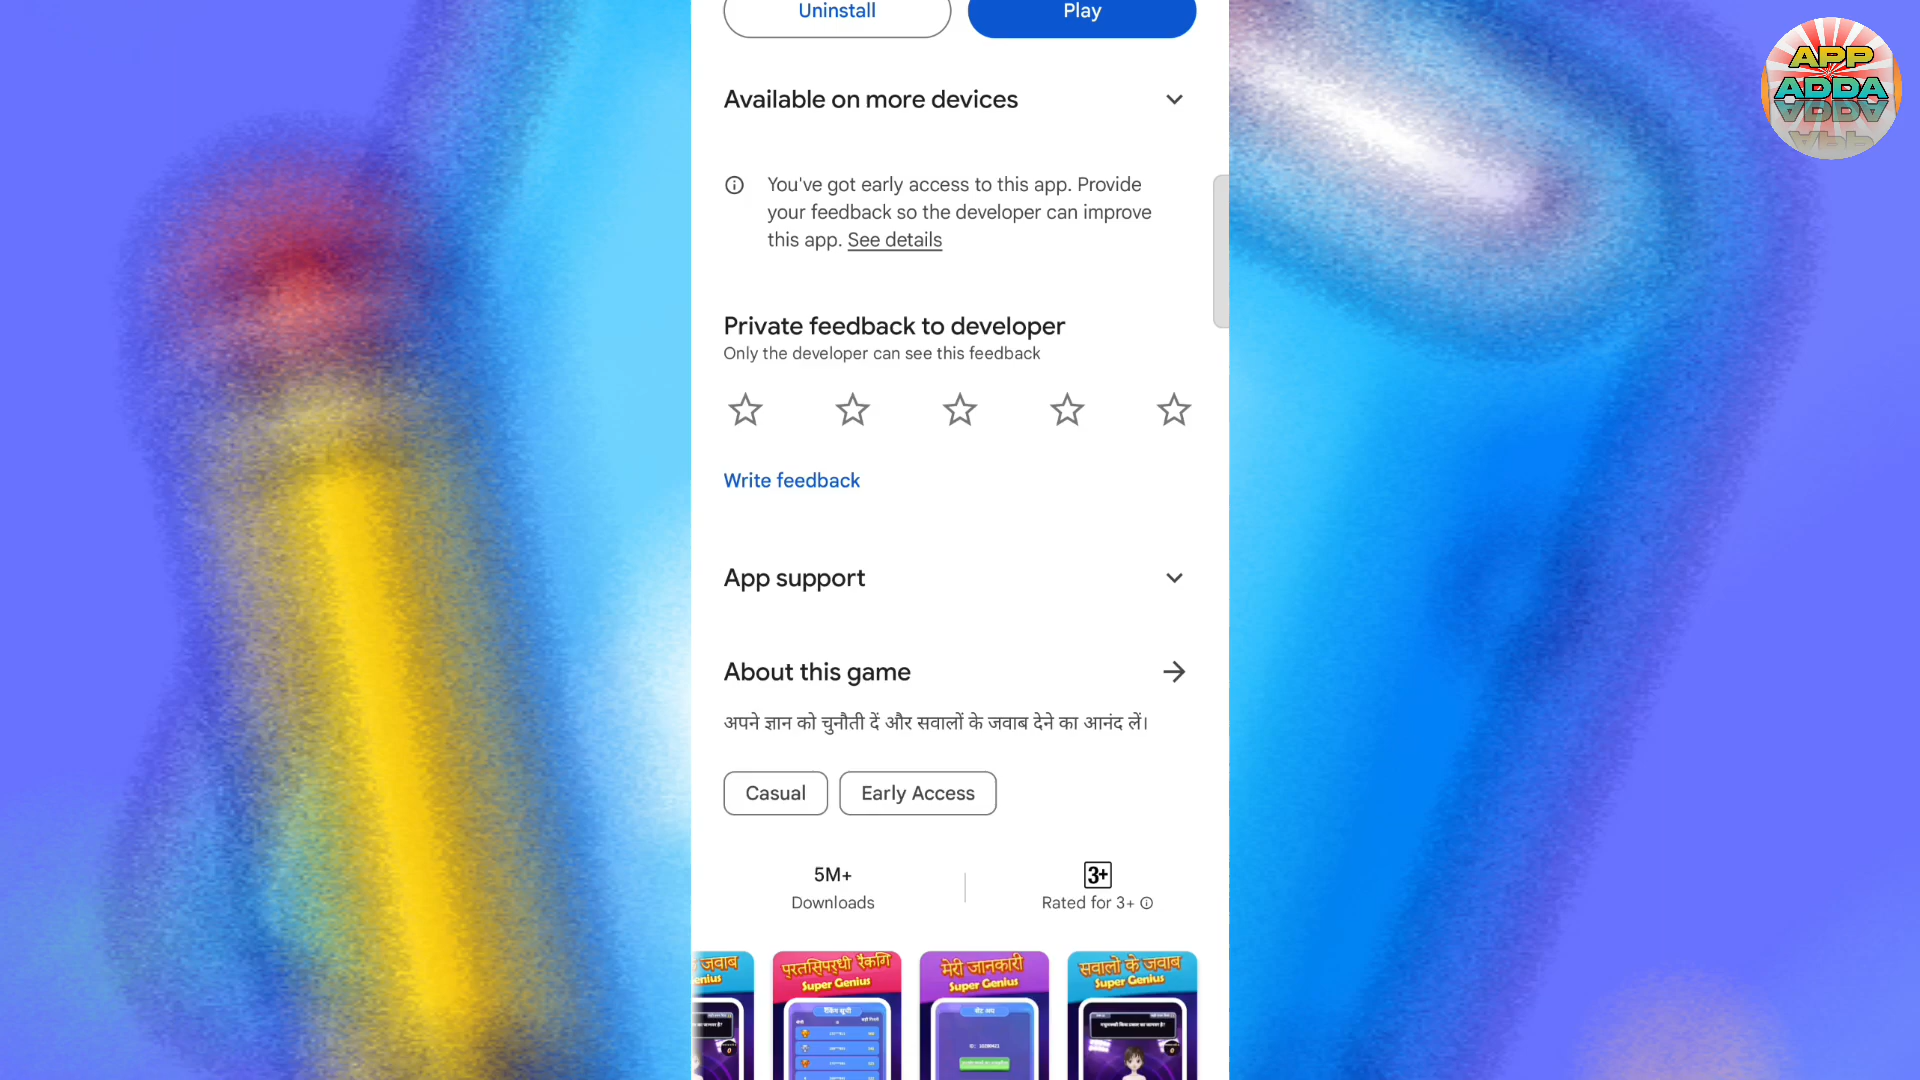 Uninstall
Play
APP
ADDA
Available on more devices
You've got early access to this app. Provide
your feedback so the developer can improve
this app. See details
Private feedback to developer
Only the developer can see this feedback
Write feedback
App support
About this game
अपने ज्ञान को चुनौती दें और सवालों के जवाब देने का आनंद लें।
Casual
Early Access
5M+
Downloads
3+
Rated for 3+
जवाब
enius
प्रतिस्पर्धी रैंकिंग
Super Genius
मेरी जानकारी
Super Genius
सवालों के जवाब
Super Genius